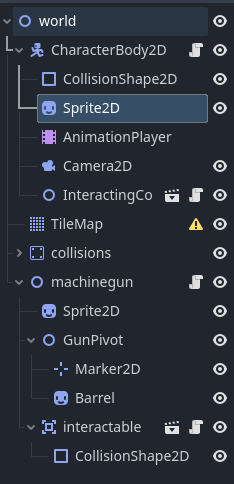 world
CharacterBody2D
CollisionShape2D
Sprite2D
AnimationPlayer
Camera2D
InteractingCo
TileMap
collisions
machinegun
Sprite2D
GunPivot
Marker2D
Barrel
interactable
CollisionShape2D